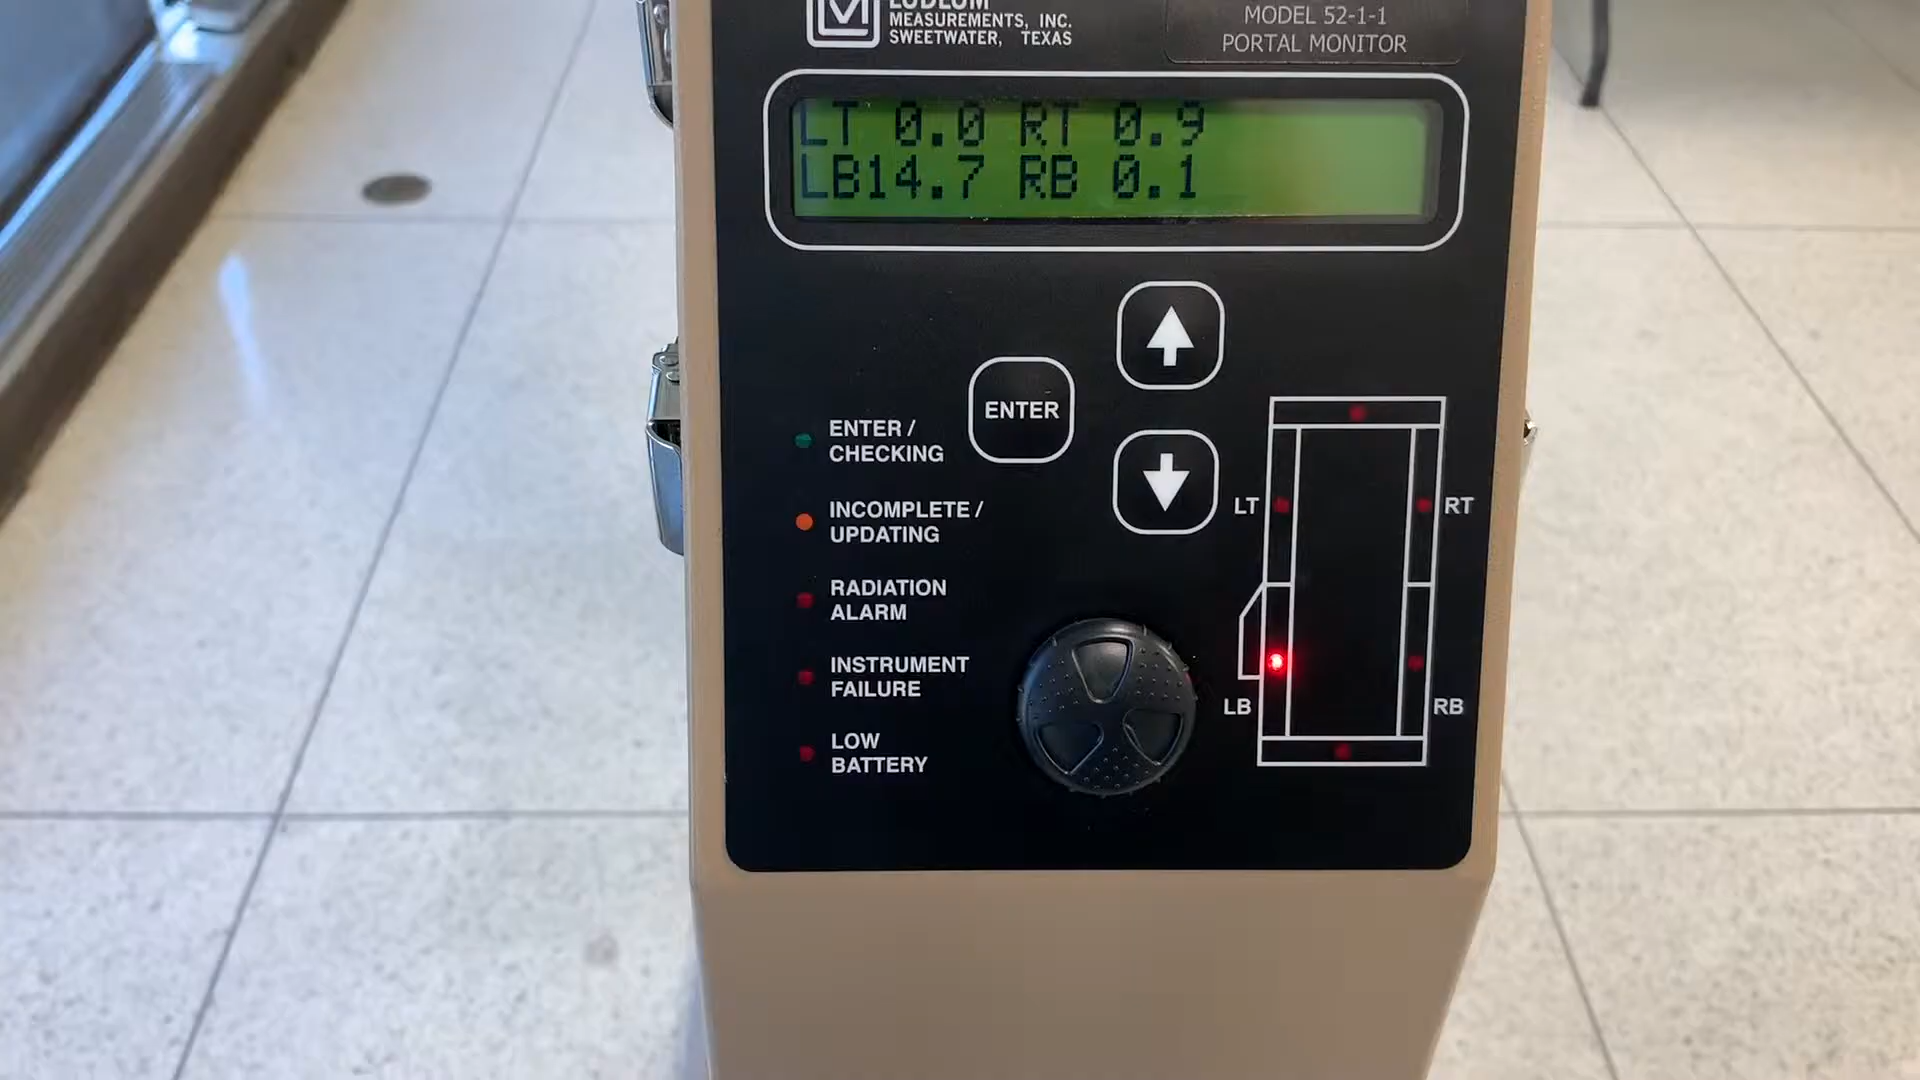 LUDLUM
MEASUREMENTS, INC.
SWEETWATER, TEXAS
MODEL 52-1-1
PORTAL MONITOR
LT 0.0 RT 0.9
LB14.7 RB 0.1
ENTER
ENTER /
CHECKING
INCOMPLETE /
UPDATING
RADIATION
ALARM
INSTRUMENT
FAILURE
LOW
BATTERY
LT
RT
LB
RB